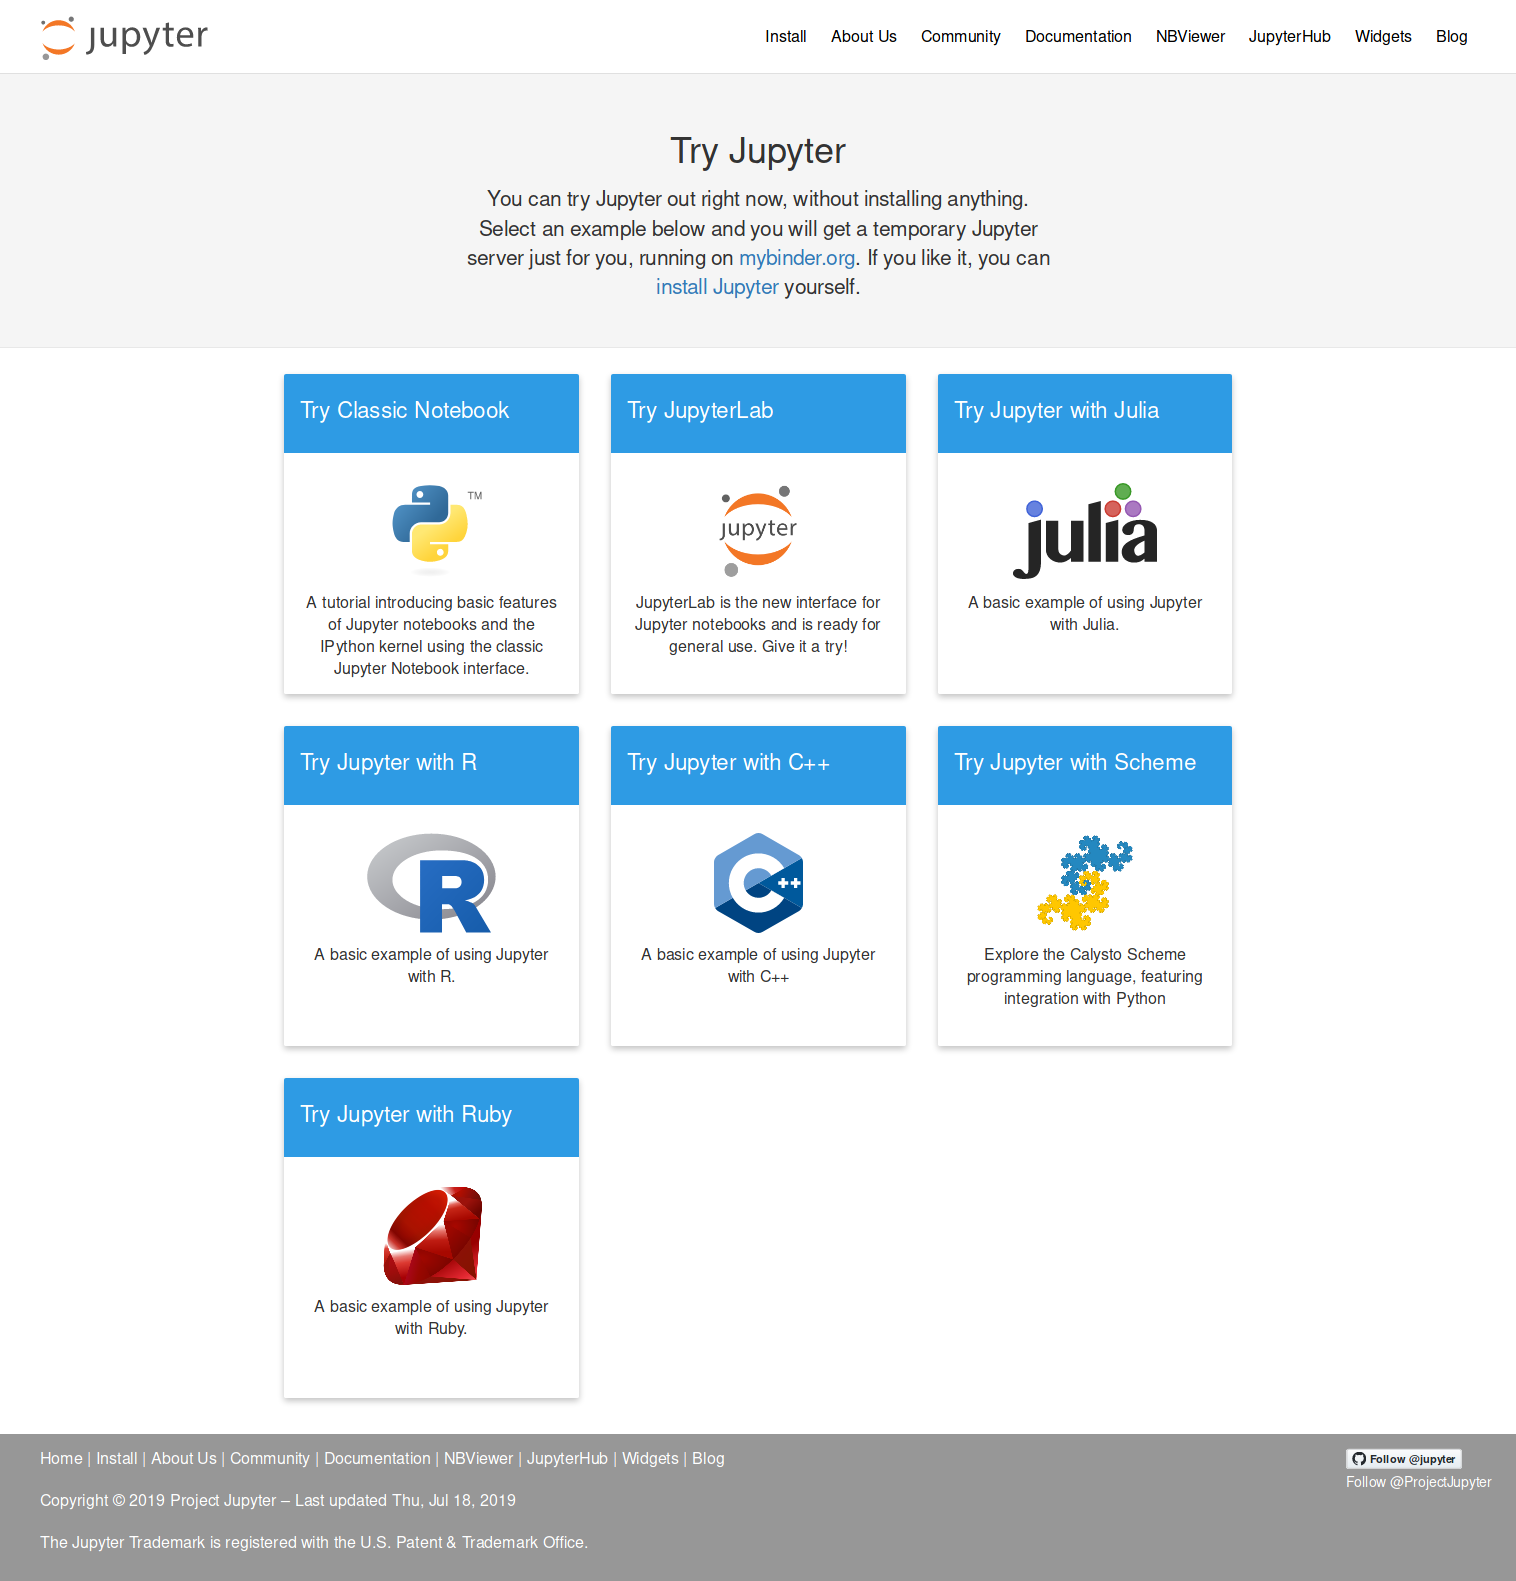 jupyter
Install About Us Community Documentation NBViewer JupyterHub Widgets Blog
Try Jupyter
You can try Jupyter out right now, without installing anything.
Select an example below and you will get a temporary Jupyter
server just for you, running on mybinder.org. If you like it, you can
install Jupyter yourself.
Try Classic Notebook
TM
A tutorial introducing basic features
of Jupyter notebooks and the
IPython kernel using the classic
Jupyter Notebook interface.
Try JupyterLab
jupyter
JupyterLab is the new interface for
Jupyter notebooks and is ready for
general use. Give it a try!
Try Jupyter with Julia
julia
A basic example of using Jupyter
with Julia.
Try Jupyter with R
R
A basic example of using Jupyter
with R.
Try Jupyter with C++
C++
A basic example of using Jupyter
with C++
Try Jupyter with Scheme
Explore the Calysto Scheme
programming language, featuring
integration with Python
Try Jupyter with Ruby
A basic example of using Jupyter
with Ruby.
Home | Install | About Us | Community | Documentation | NBViewer | JupyterHub | Widgets | Blog
Copyright © 2019 Project Jupyter – Last updated Thu, Jul 18, 2019
The Jupyter Trademark is registered with the U.S. Patent & Trademark Office.
Follow @jupyter
Follow @ProjectJupyter